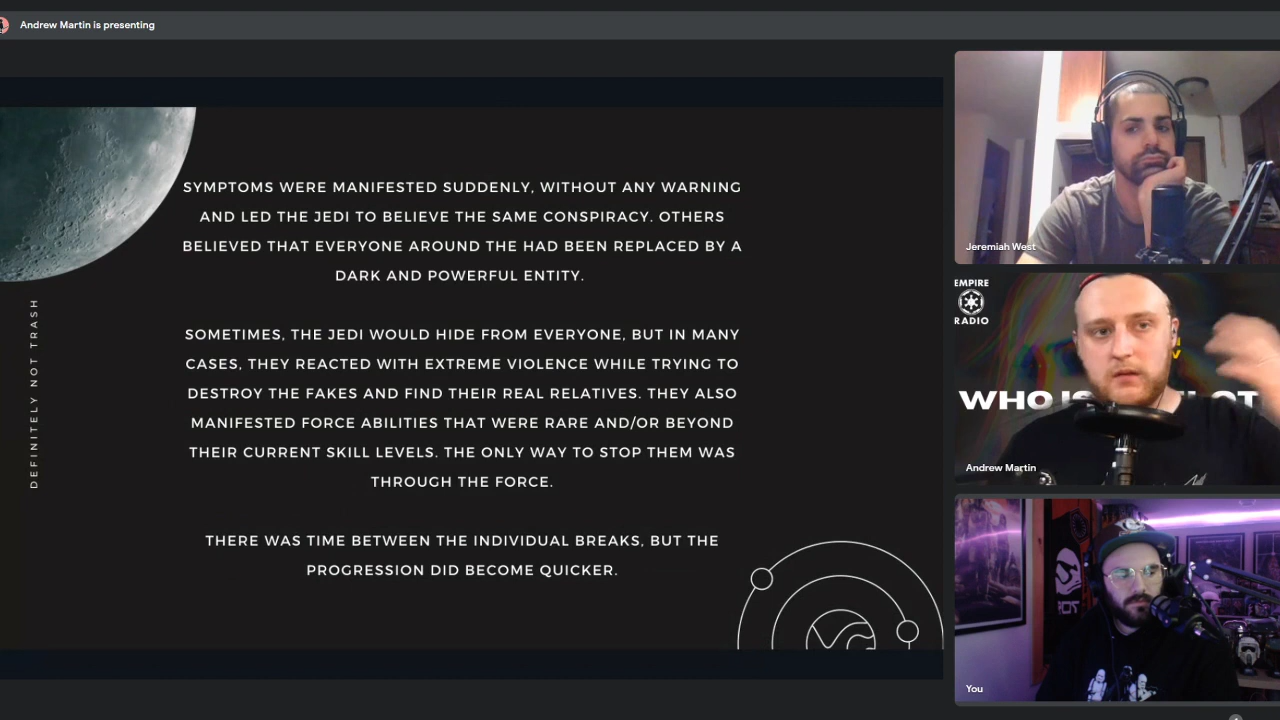 Andrew Martin is presenting
SYMPTOMS WERE MANIFESTED SUDDENLY, WITHOUT ANY WARNING
AND LED THE JEDI TO BELIEVE THE SAME CONSPIRACY. OTHERS
BELIEVED THAT EVERYONE AROUND THE HAD BEEN REPLACED BY A
DARK AND POWERFUL ENTITY.
SOMETIMES, THE JEDI WOULD HIDE FROM EVERYONE, BUT IN MANY
CASES, THEY REACTED WITH EXTREME VIOLENCE WHILE TRYING TO
DESTROY THE FAKES AND FIND THEIR REAL RELATIVES. THEY ALSO
MANIFESTED FORCE ABILITIES THAT WERE RARE AND/OR BEYOND
THEIR CURRENT SKILL LEVELS. THE ONLY WAY TO STOP THEM WAS
THROUGH THE FORCE.
THERE WAS TIME BETWEEN THE INDIVIDUAL BREAKS, BUT THE
PROGRESSION DID BECOME QUICKER.
DEFINITELY NOT TRASH
Jeremiah West
EMPIRE
RADIO
WHO IS
Andrew Martin
You